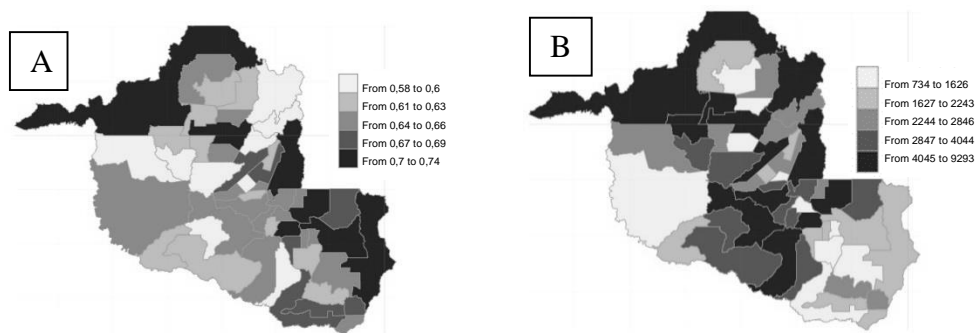 A
From 0,58 to 0,6
From 0,61 to 0,63
From 0,64 to 0,66
From 0,67 to 0,69
From 0,7 to 0,74
B
From 734 to 1626
From 1627 to 2243
From 2244 to 2846
From 2847 to 4044
From 4045 to 9293